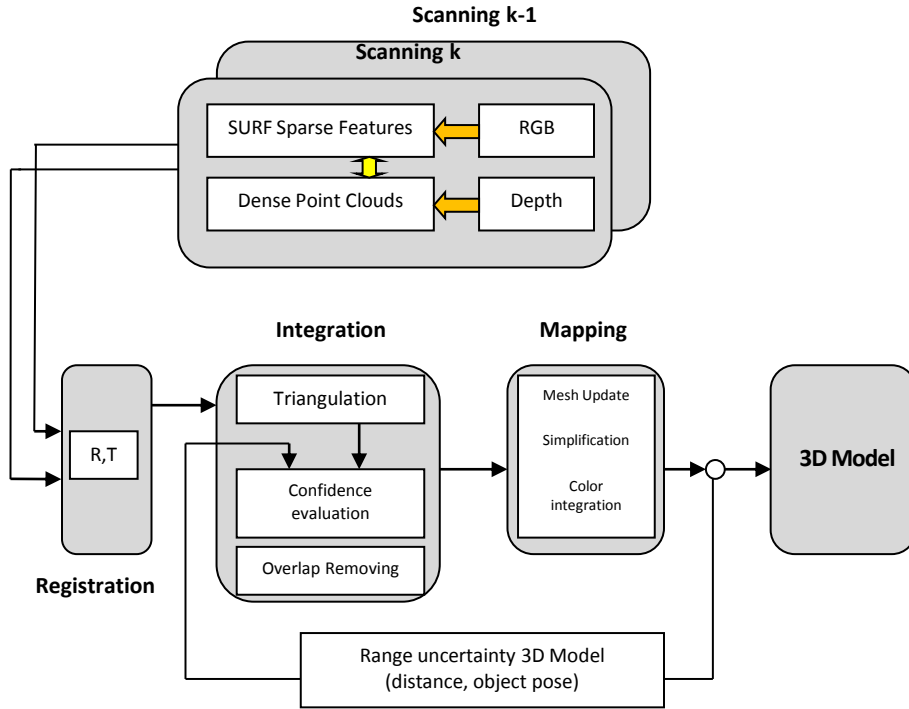 Scanning k-1
Scanning k
SURF Sparse Features
RGB
Dense Point Clouds
Depth
Integration
Mapping
Triangulation
Mesh Update
Simplification
Color
integration
R,T
Confidence
evaluation
3D Model
Overlap Removing
Registration
Range uncertainty 3D Model
(distance, object pose)